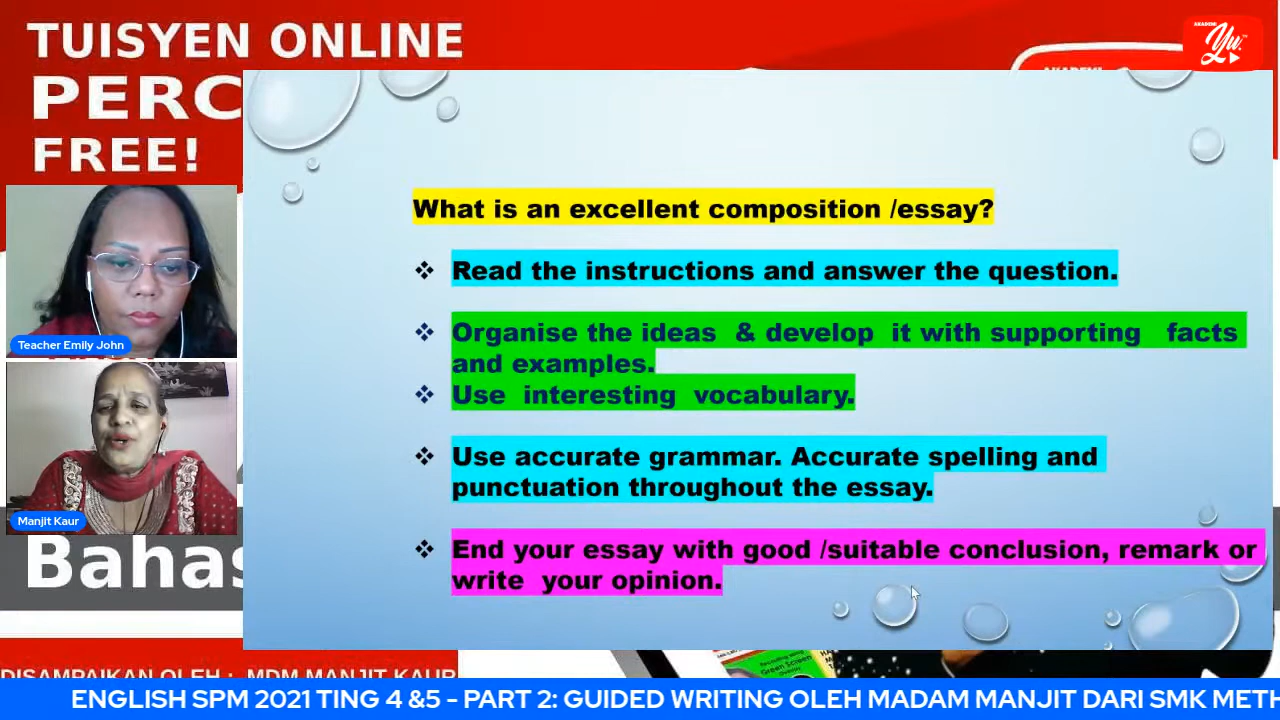 TUISYEN ONLINE
PERC
FREE!
AKADEMI
Yu
What is an excellent composition /essay?
Read the instructions and answer the question.
Organise the ideas & develop it with supporting facts
and examples.
Use interesting vocabulary.
Use accurate grammar. Accurate spelling and
punctuation throughout the essay.
End your essay with good /suitable conclusion, remark or
write your opinion.
Teacher Emily John
Manjit Kaur
Bahas
DISAMPAIKAN OLEH : MDM MANJIT KAUR
Green Screen
ENGLISH SPM 2021 TING 4 &5 - PART 2: GUIDED WRITING OLEH MADAM MANJIT DARI SMK METH